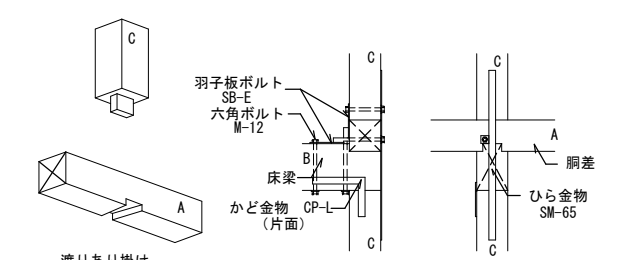 C
A
渡りあり掛け
C
羽子板ボルト
SB-E
六角ボルト
M-12
B
床梁
かど金物 CP-L
(片面)
C
C
A
胴差
ひら金物
SM-65
C